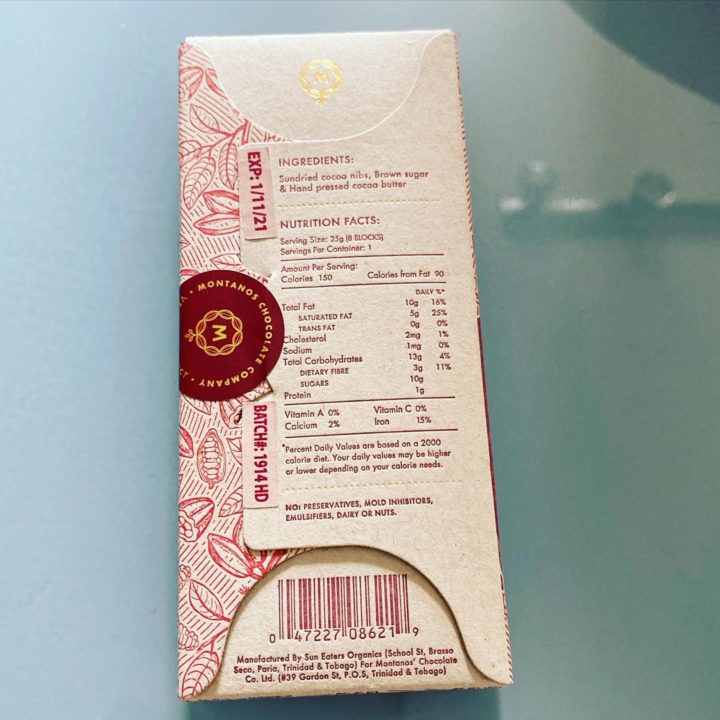 M
INGREDIENTS:
Sundried cocoa nibs, Brown sugar
& Hand pressed cocoa butter
EXP: 1/11/21
NUTRITION FACTS:
Serving Size: 25g (8 BLOCKS)
Servings Per Container: 1
Amount Per Serving:
Calories 150 Calories from Fat 90
DAILY %*
Total Fat 10g 16%
SATURATED FAT 5g 25%
TRANS FAT 0g 0%
Cholesterol 2mg 1%
Sodium 1mg 0%
Total Carbohydrates 13g 4%
DIETARY FIBRE 3g 11%
SUGARS 10g
Protein 1g
MONTANOS CHOCOLATE COMPANY
M
Vitamin A 0% Vitamin C 0%
Calcium 2% Iron 15%
BATCH#: 1914HD
*Percent Daily Values are based on a 2000
calorie diet. Your daily values may be higher
or lower depending on your calorie needs.
NO: PRESERVATIVES, MOLD INHIBITORS,
EMULSIFIERS, DAIRY OR NUTS.
0 47227 08621 9
Manufactured By Sun Eaters Organics (School St, Brasso
Seco, Paria, Trinidad & Tobago) For Montanos' Chocolate
Co. Ltd. (#39 Gordon St, P.O.S, Trinidad & Tobago)